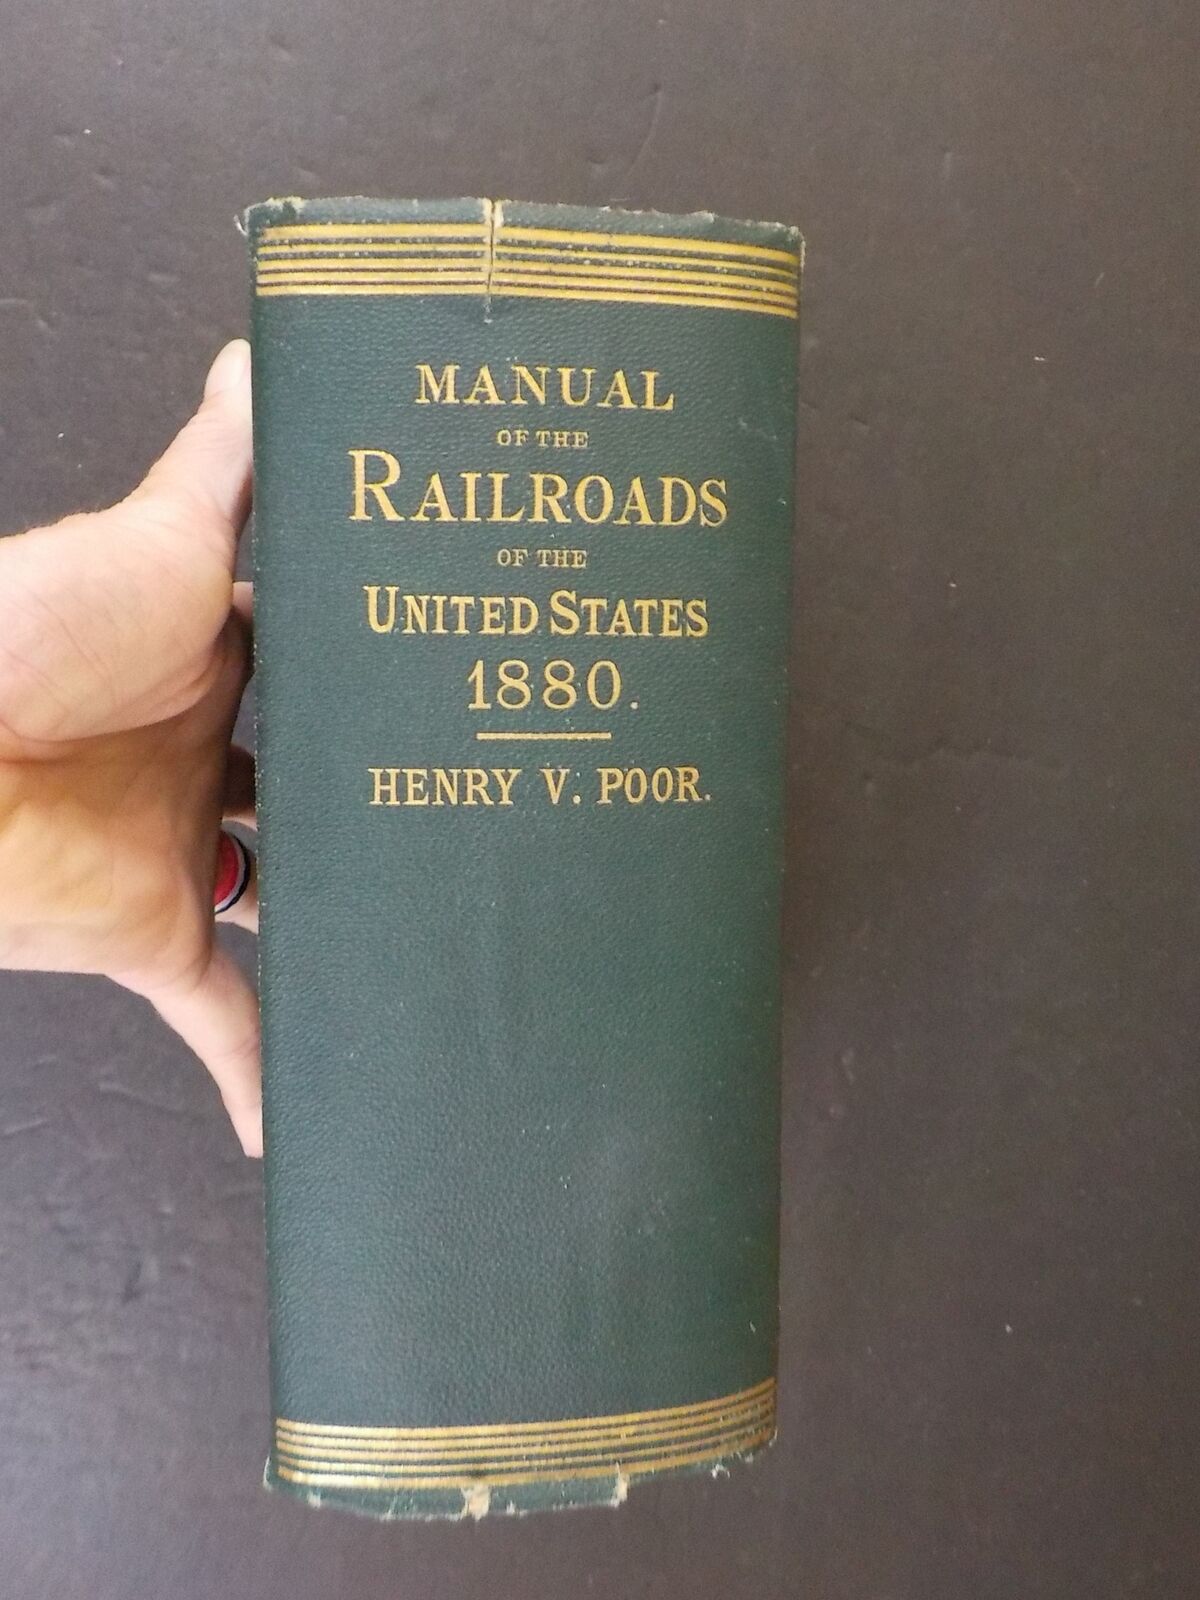 MANUAL
OF THE
RAILROADS
OF THE
UNITED STATES
1880.
HENRY V. POOR.